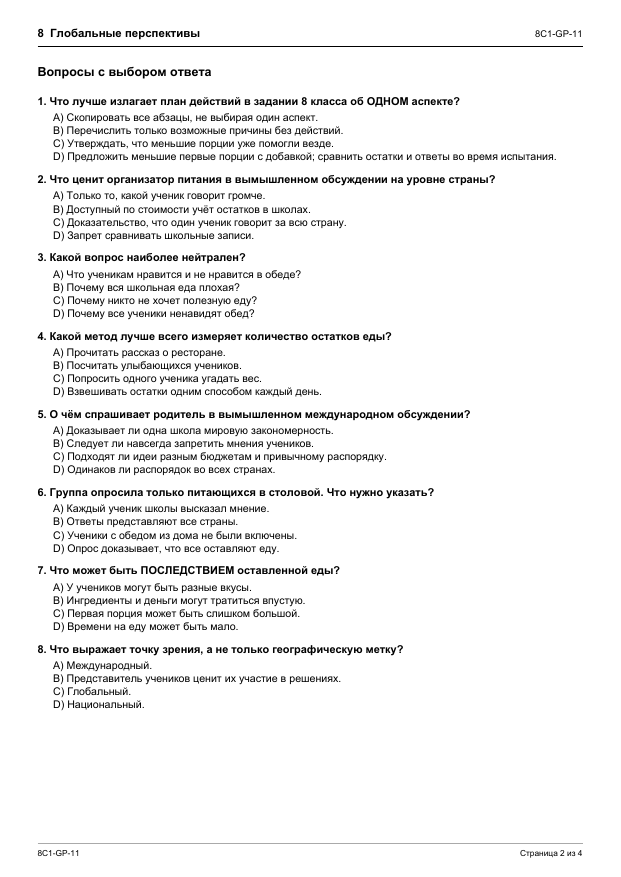 8 Глобальные перспективы
8C1-GP-11
Вопросы с выбором ответа
1. Что лучше излагает план действий в задании 8 класса об ОДНОМ аспекте?
A) Скопировать все абзацы, не выбирая один аспект.
B) Перечислить только возможные причины без действий.
C) Утверждать, что меньшие порции уже помогли везде.
D) Предложить меньшие первые порции с добавкой; сравнить остатки и ответы во время испытания.
2. Что ценит организатор питания в вымышленном обсуждении на уровне страны?
A) Только то, какой ученик говорит громче.
B) Доступный по стоимости учёт остатков в школах.
C) Доказательство, что один ученик говорит за всю страну.
D) Запрет сравнивать школьные записи.
3. Какой вопрос наиболее нейтрален?
A) Что ученикам нравится и не нравится в обеде?
B) Почему вся школьная еда плохая?
C) Почему никто не хочет полезную еду?
D) Почему все ученики ненавидят обед?
4. Какой метод лучше всего измеряет количество остатков еды?
A) Прочитать рассказ о ресторане.
B) Посчитать улыбающихся учеников.
C) Попросить одного ученика угадать вес.
D) Взвешивать остатки одним способом каждый день.
5. О чём спрашивает родитель в вымышленном международном обсуждении?
A) Доказывает ли одна школа мировую закономерность.
B) Следует ли навсегда запретить мнения учеников.
C) Подходят ли идеи разным бюджетам и привычному распорядку.
D) Одинаков ли распорядок во всех странах.
6. Группа опросила только питающихся в столовой. Что нужно указать?
A) Каждый ученик школы высказал мнение.
B) Ответы представляют все страны.
C) Ученики с обедом из дома не были включены.
D) Опрос доказывает, что все оставляют еду.
7. Что может быть ПОСЛЕДСТВИЕМ оставленной еды?
A) У учеников могут быть разные вкусы.
B) Ингредиенты и деньги могут тратиться впустую.
C) Первая порция может быть слишком большой.
D) Времени на еду может быть мало.
8. Что выражает точку зрения, а не только географическую метку?
A) Международный.
B) Представитель учеников ценит их участие в решениях.
C) Глобальный.
D) Национальный.
8C1-GP-11
Страница 2 из 4